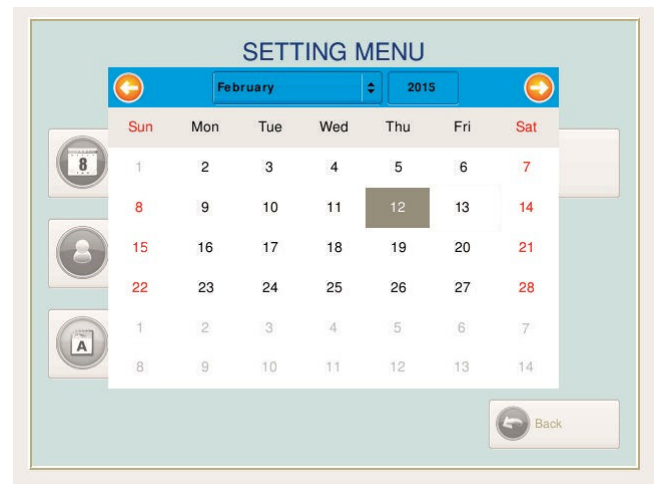 SETTING MENU
February 2015
Sun Mon Tue Wed Thu Fri Sat
1 2 3 4 5 6 7
8
8 9 10 11 12 13 14
15 16 17 18 19 20 21
22 23 24 25 26 27 28
1 2 3 4 5 6 7
A
8 9 10 11 12 13 14
Back